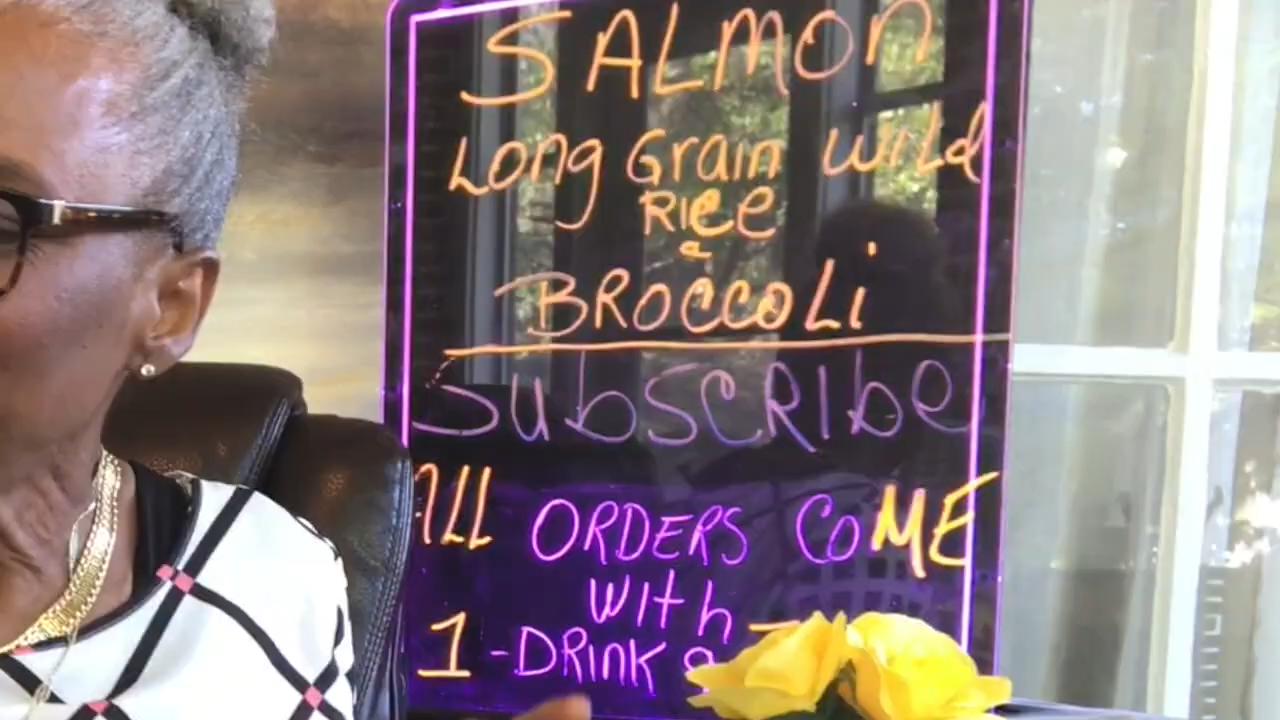 SALMON
Long Grain Wild
RICE
&
BROCCOLi
SubSCRIbe
ALL ORDERS COME
With
1-DRink &